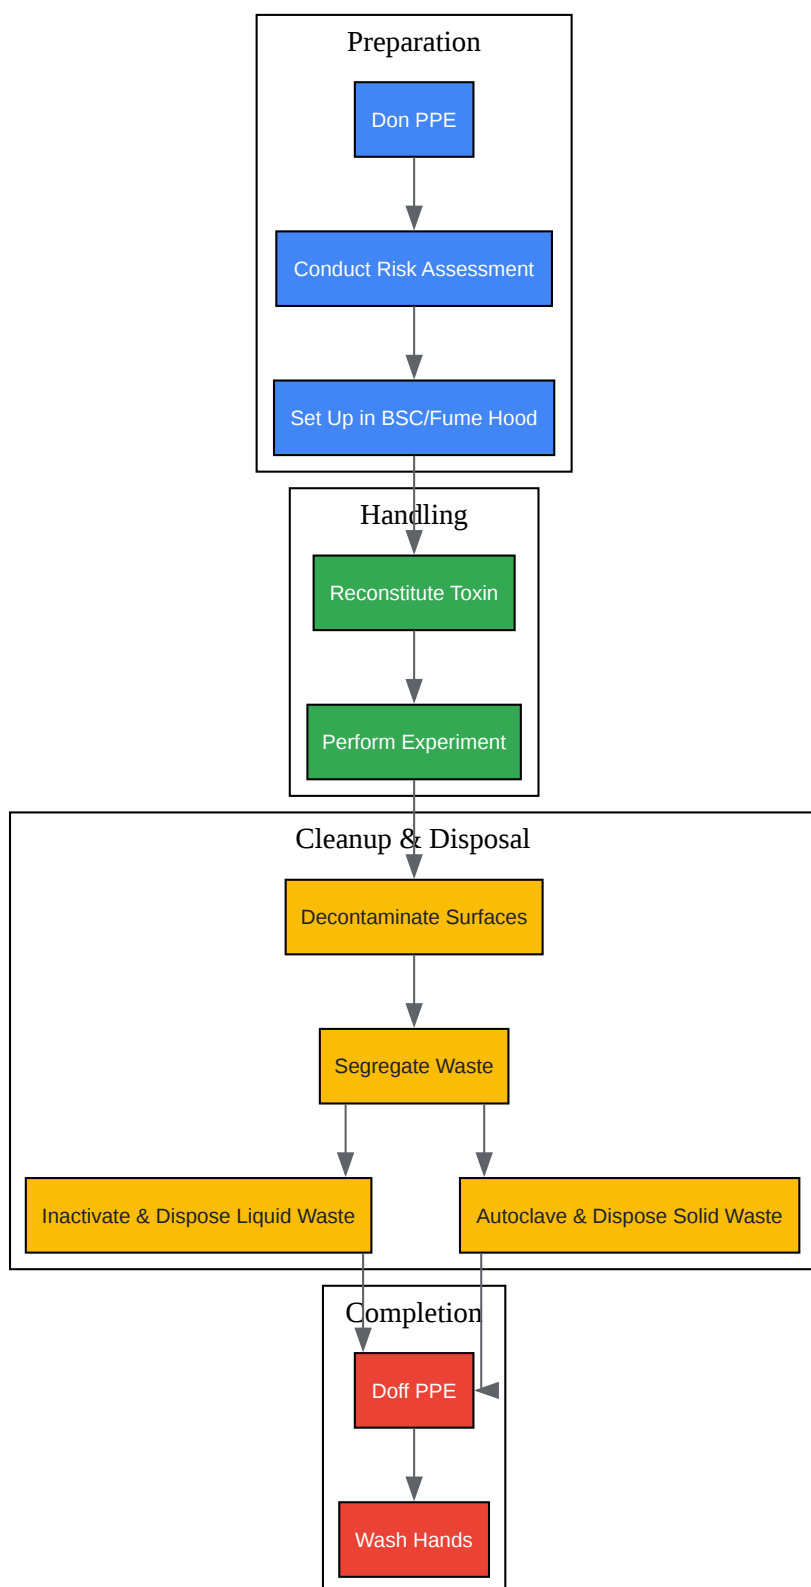 Preparation
Don PPE
Conduct Risk Assessment
Set Up in BSC/Fume Hood
Handling
Reconstitute Toxin
Perform Experiment
Cleanup & Disposal
Decontaminate Surfaces
Segregate Waste
Inactivate & Dispose Liquid Waste
Autoclave & Dispose Solid Waste
Completion
Doff PPE
Wash Hands